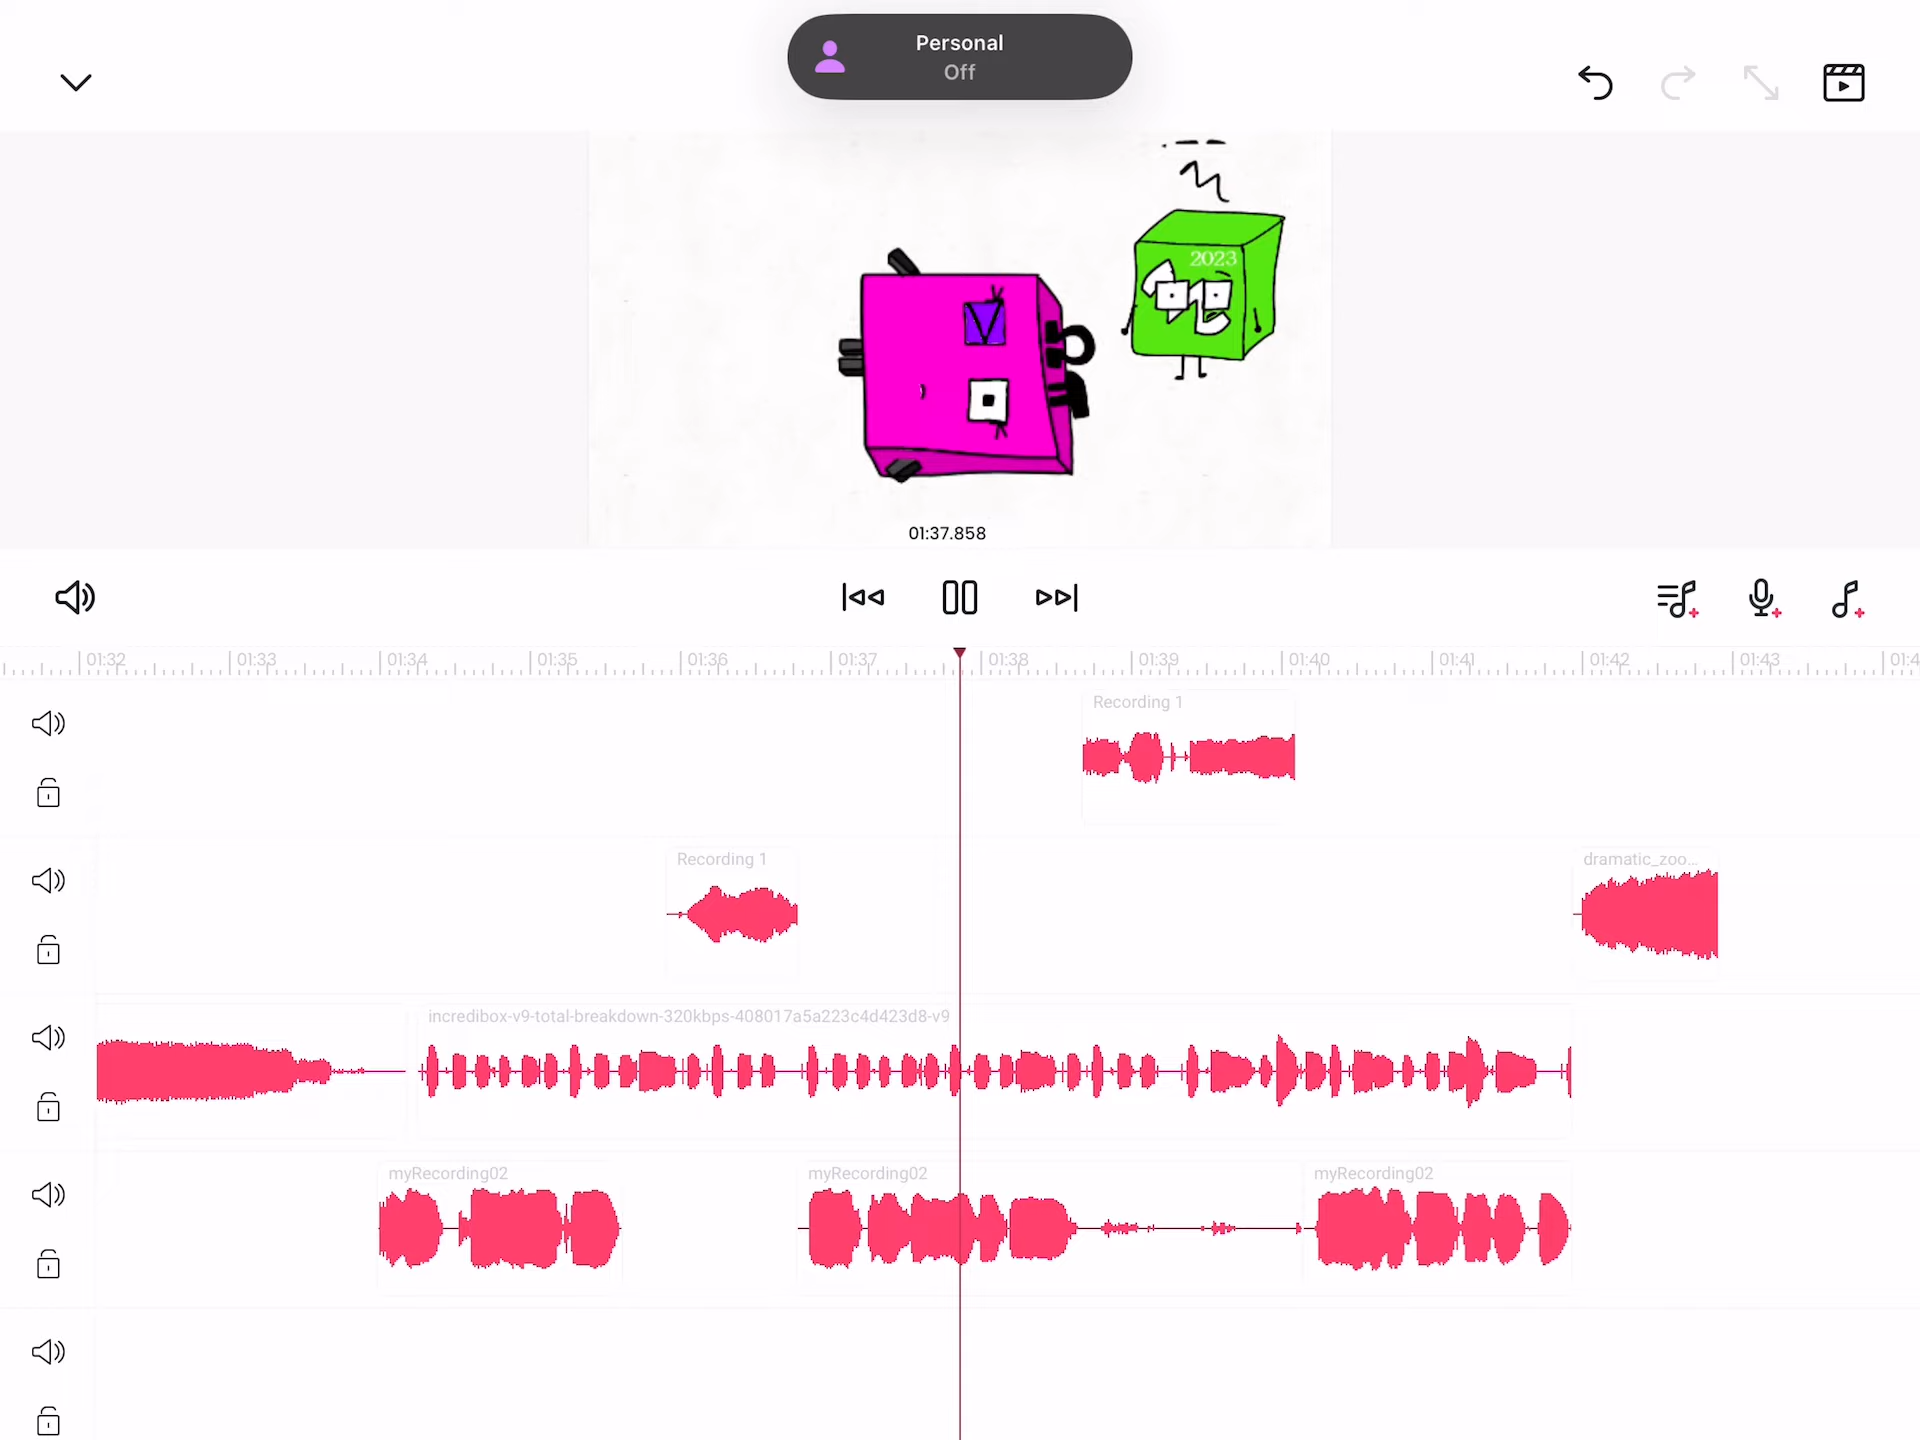 Personal
Off
2023
01:37.858
01:32 01:33 01:34 01:35 01:36 01:37 01:38 01:39 01:40 01:41 01:42 01:43 01:4
Recording 1
Recording 1
dramatic_zoo...
incredibox-v9-total-breakdown-320kbps-408017a5a223c4d423d8-v9
myRecording02
myRecording02
myRecording02